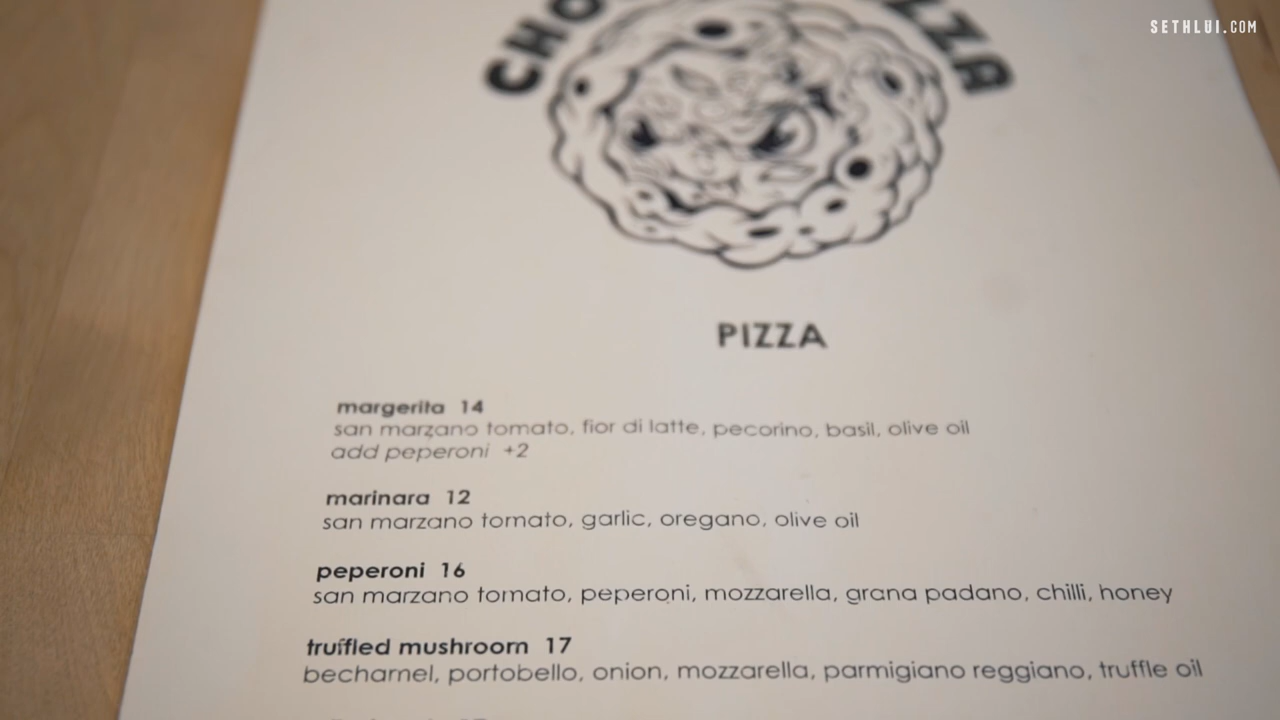 SETHLUI.COM
PIZZA
margerita 14
san marzano tomato, fior di latte, pecorino, basil, olive oil
add peperoni +2
marinara 12
san marzano tomato, garlic, oregano, olive oil
peperoni 16
san marzano tomato, peperoni, mozzarella, grana padano, chilli, honey
truffled mushroom 17
bechamel, portobello, onion, mozzarella, parmigiano reggiano, truffle oil